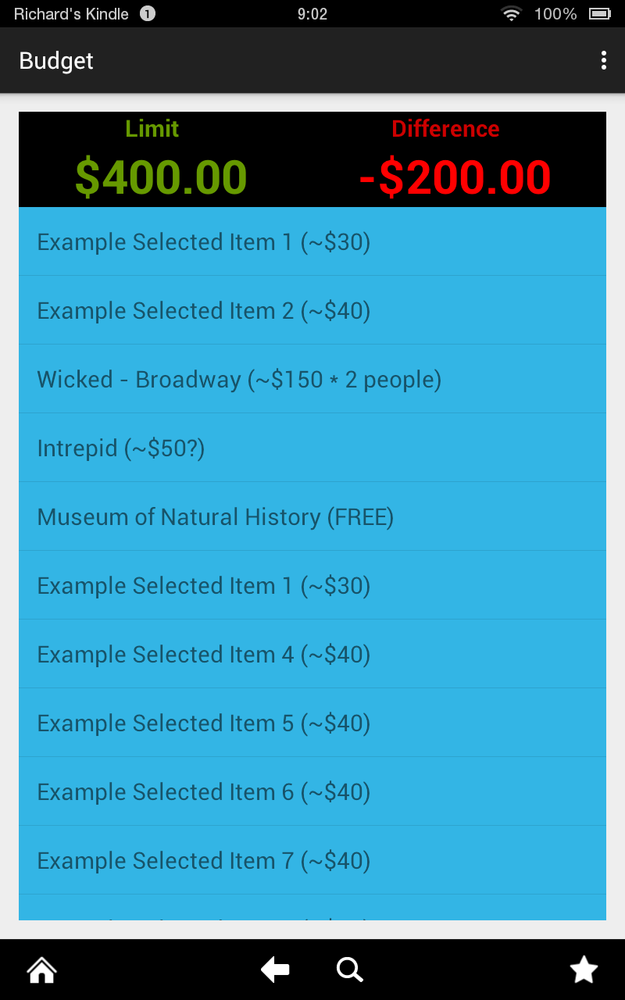 Richard's Kindle 1 9:02 100%
Budget
Limit Difference
$400.00 -$200.00
Example Selected Item 1 (~$30)
Example Selected Item 2 (~$40)
Wicked - Broadway (~$150 * 2 people)
Intrepid (~$50?)
Museum of Natural History (FREE)
Example Selected Item 1 (~$30)
Example Selected Item 4 (~$40)
Example Selected Item 5 (~$40)
Example Selected Item 6 (~$40)
Example Selected Item 7 (~$40)